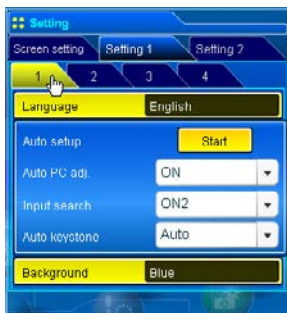 Setting
Screen setting Setting 1 Setting 2
1 2 3 4
Language English
Auto setup Start
Auto PC adj. ON
Input search ON2
Auto keystone Auto
Background Blue